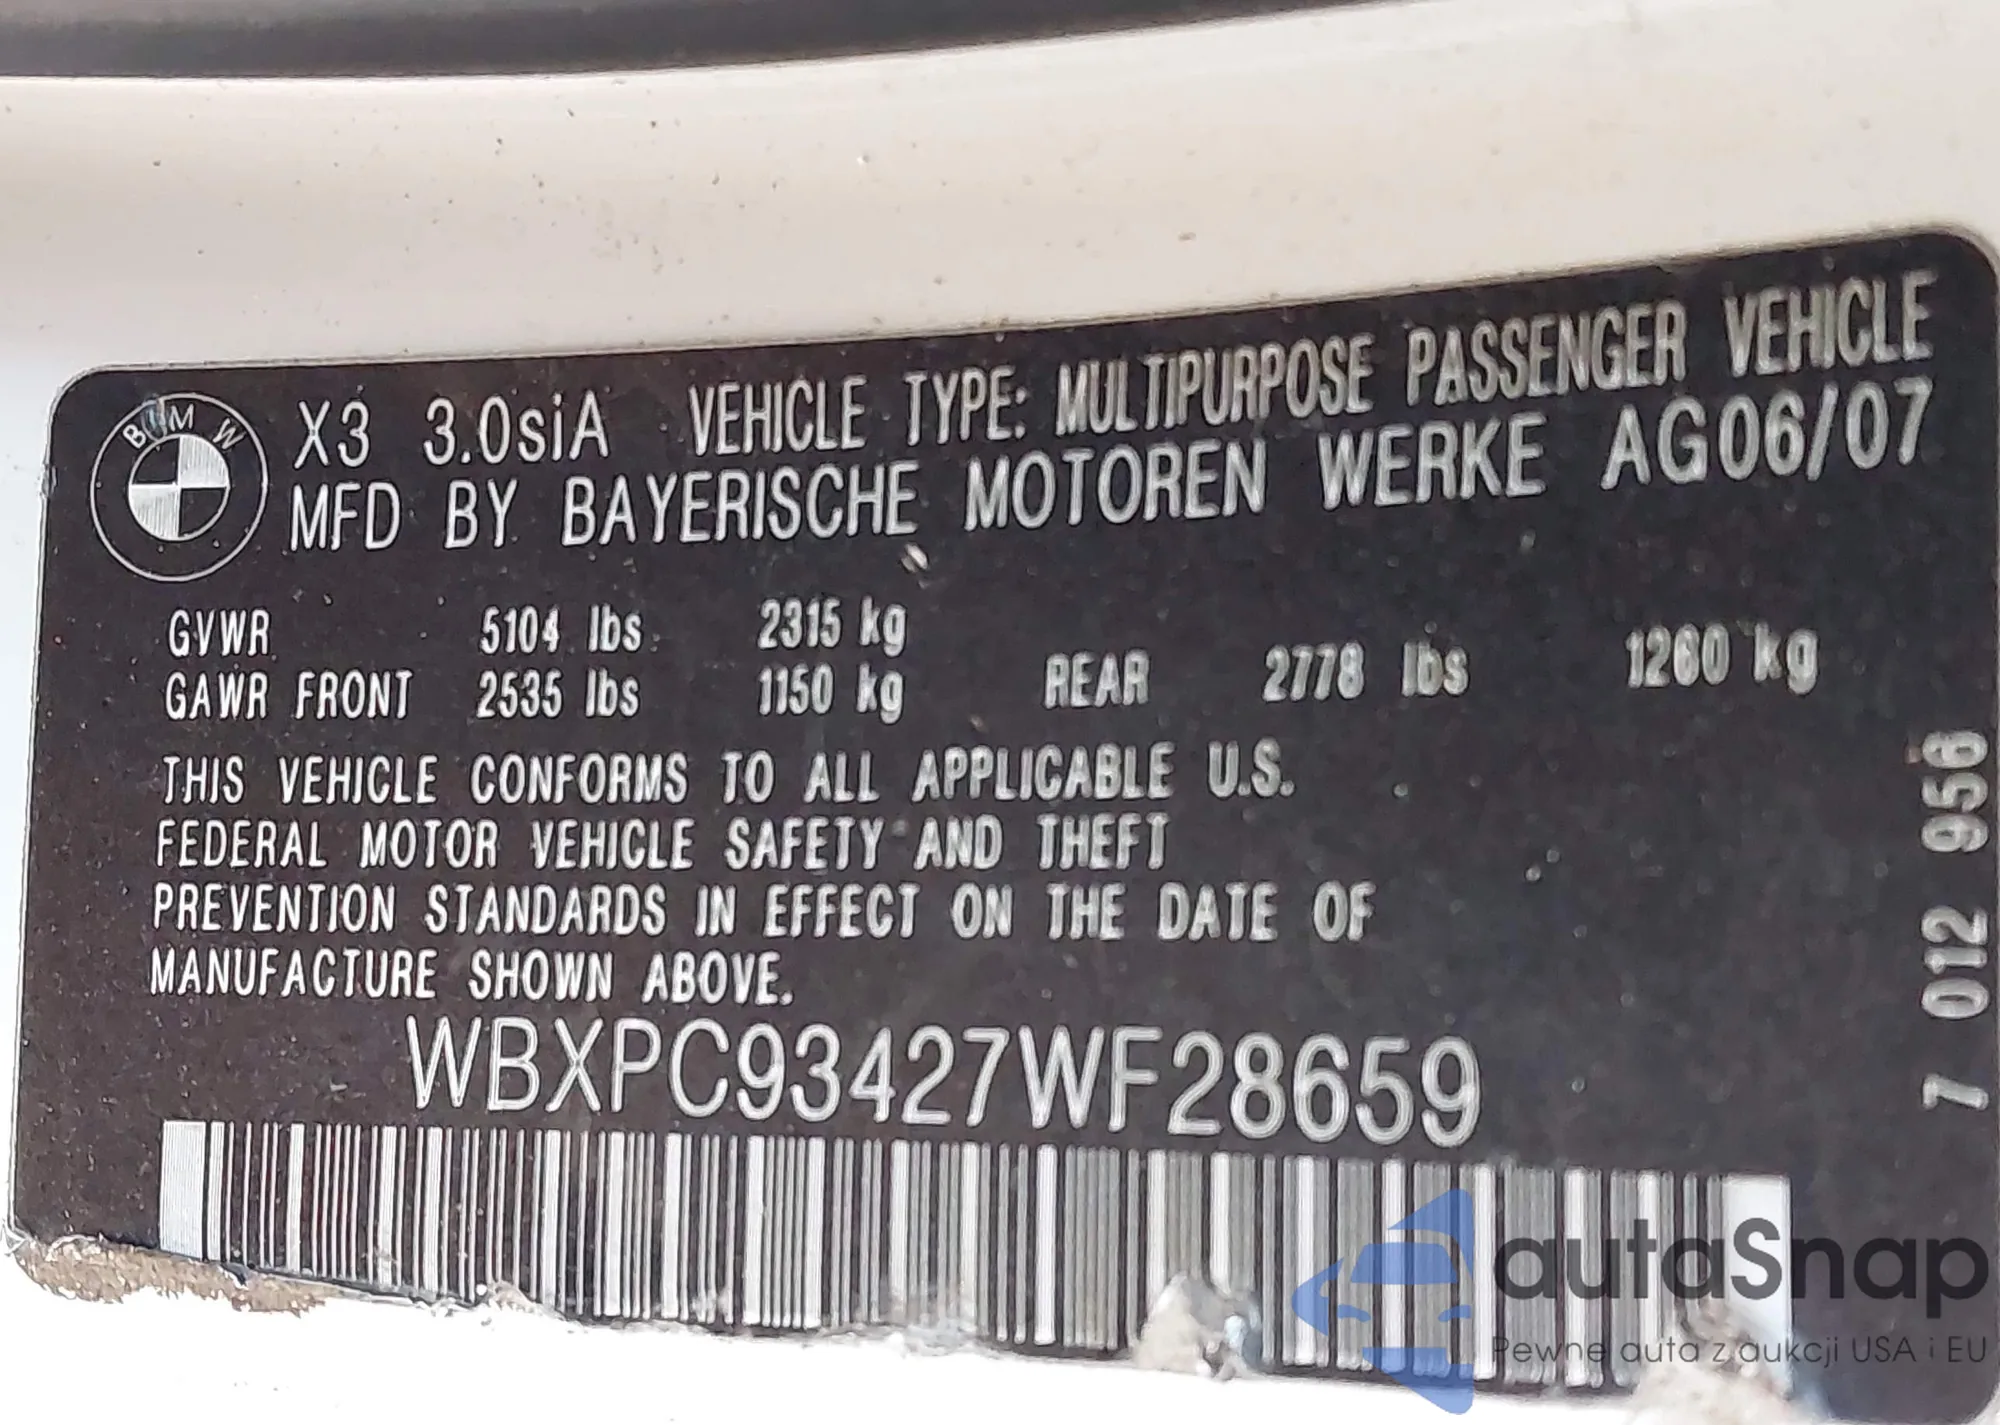 BMW
X3 3.0siA VEHICLE TYPE: MULTIPURPOSE PASSENGER VEHICLE
MFD BY BAYERISCHE MOTOREN WERKE AG06/07
GVWR 5104 lbs 2315 kg
GAWR FRONT 2535 lbs 1150 kg REAR 2778 lbs 1260 kg
THIS VEHICLE CONFORMS TO ALL APPLICABLE U.S.
FEDERAL MOTOR VEHICLE SAFETY AND THEFT
PREVENTION STANDARDS IN EFFECT ON THE DATE OF
MANUFACTURE SHOWN ABOVE.
WBXPC93427WF28659
7 012 956
autaSnap
Pewne auta z aukcji USA i EU